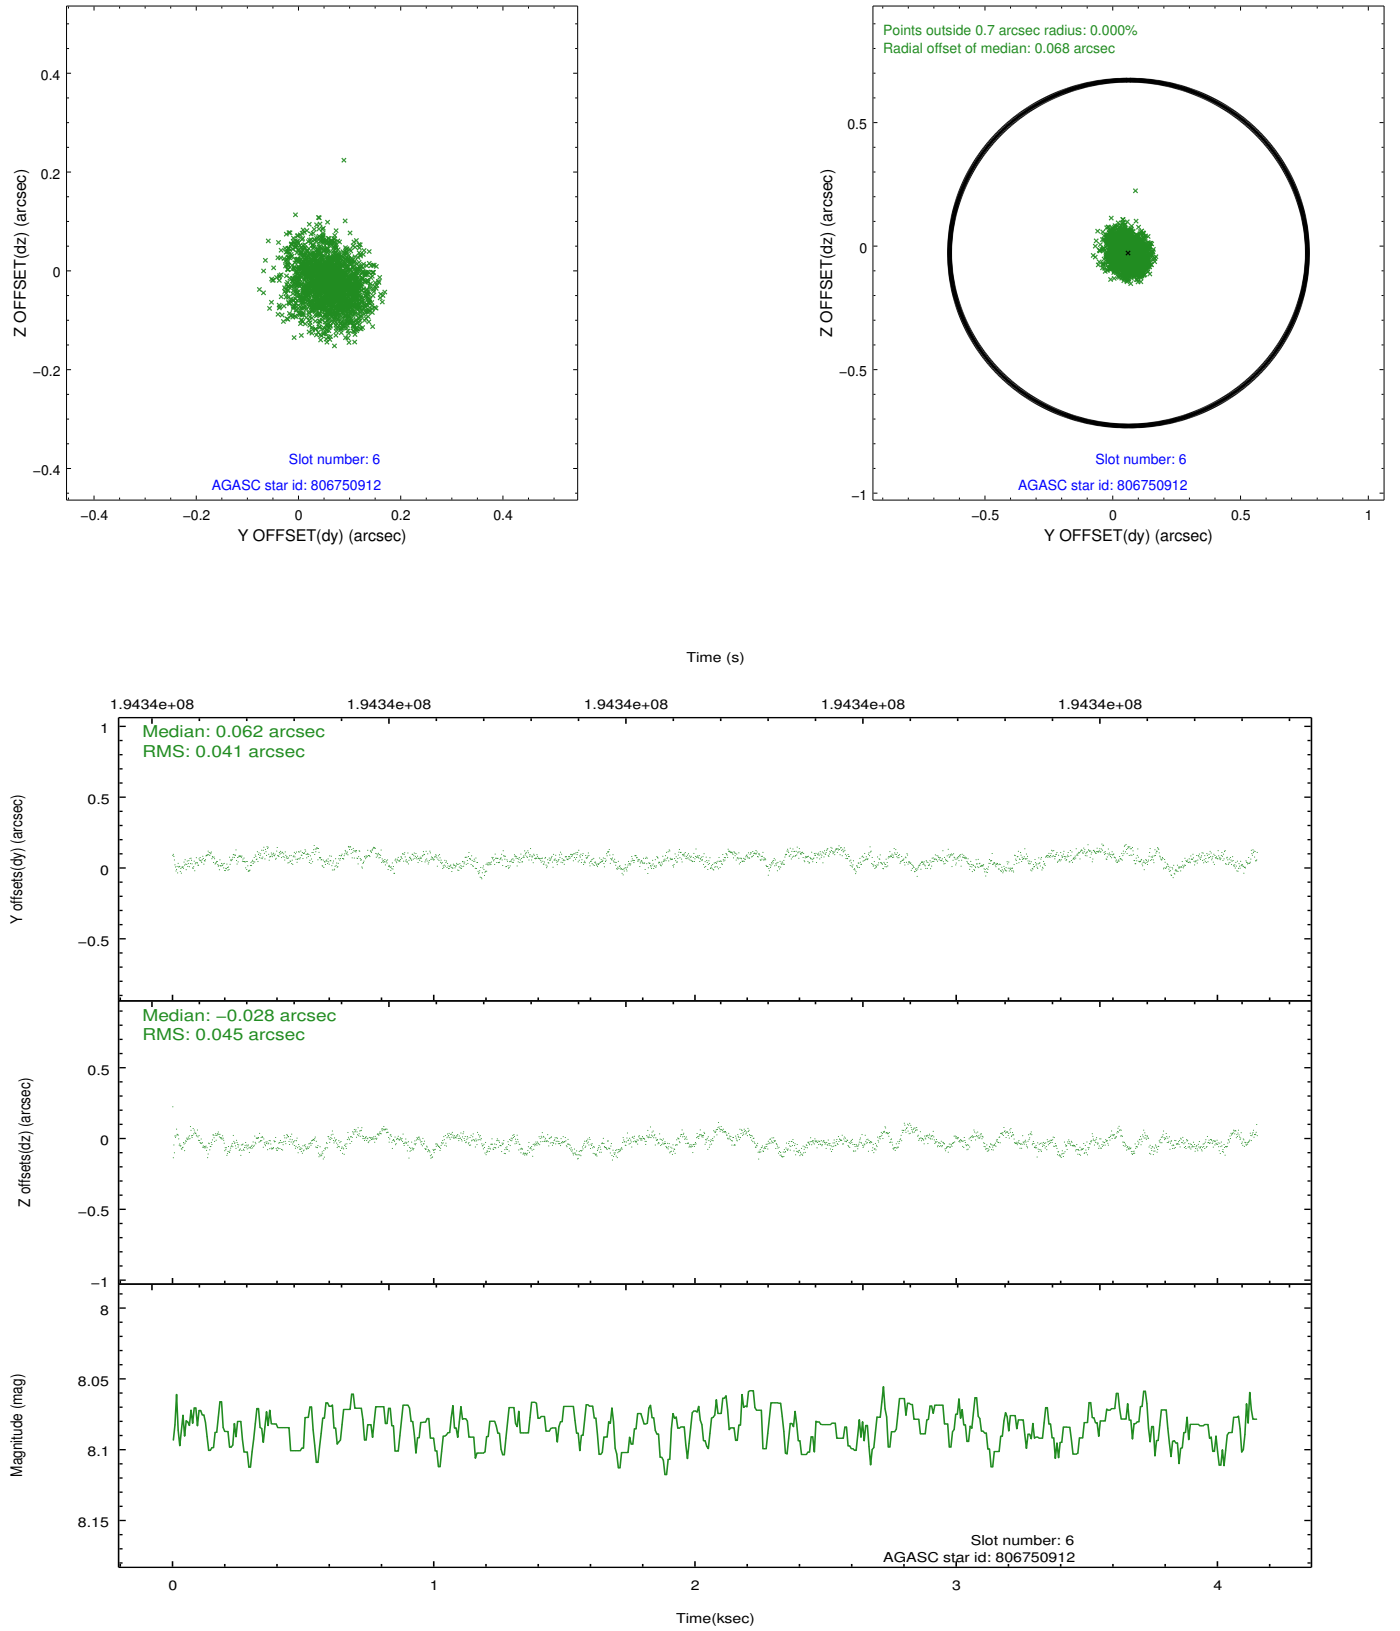 0.4
0.2
0
−0.2
−0.4
Z OFFSET(dz) (arcsec)
Slot number: 6
AGASC star id: 806750912
−0.4 −0.2 0 0.2 0.4
Y OFFSET(dy) (arcsec)
Points outside 0.7 arcsec radius: 0.000%
Radial offset of median: 0.068 arcsec
0.5
0
−0.5
−1
Z OFFSET(dz) (arcsec)
Slot number: 6
AGASC star id: 806750912
−0.5 0 0.5 1
Y OFFSET(dy) (arcsec)
Time (s)
1.9434e+08 1.9434e+08 1.9434e+08 1.9434e+08 1.9434e+08
Median: 0.062 arcsec
RMS: 0.041 arcsec
1
0.5
0
−0.5
Y offsets(dy) (arcsec)
Median: −0.028 arcsec
RMS: 0.045 arcsec
0.5
0
−0.5
−1
Z offsets(dz) (arcsec)
8
8.05
8.1
8.15
Magnitude (mag)
Slot number: 6
AGASC star id: 806750912
0 1 2 3 4
Time(ksec)